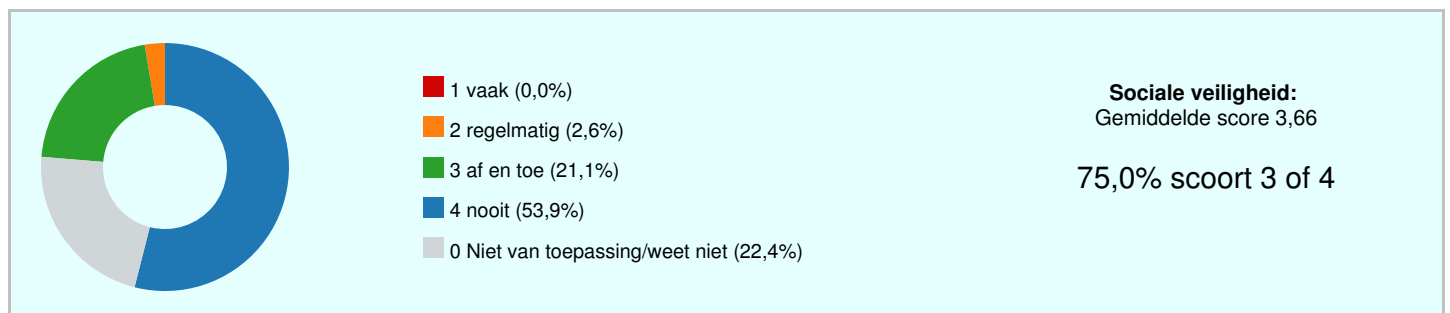 1 vaak (0,0%)
2 regelmatig (2,6%)
3 af en toe (21,1%)
4 nooit (53,9%)
0 Niet van toepassing/weet niet (22,4%)
Sociale veiligheid:
Gemiddelde score 3,66
75,0% scoort 3 of 4